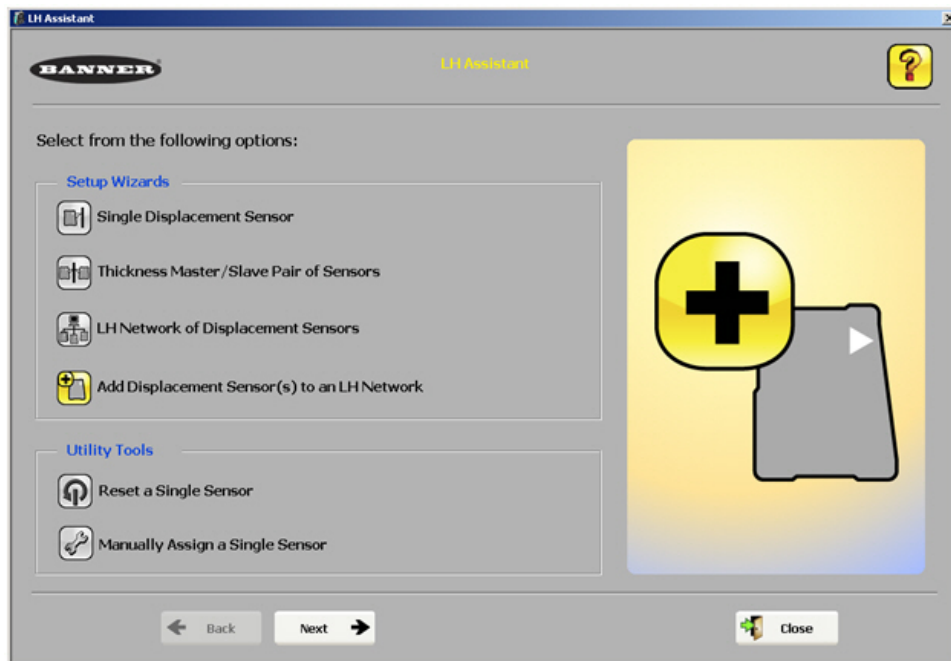 LH Assistant
BANNER
LH Assistant
?
Select from the following options:
Setup Wizards
Single Displacement Sensor
Thickness Master/Slave Pair of Sensors
LH Network of Displacement Sensors
Add Displacement Sensor(s) to an LH Network
Utility Tools
Reset a Single Sensor
Manually Assign a Single Sensor
Back
Next
Close